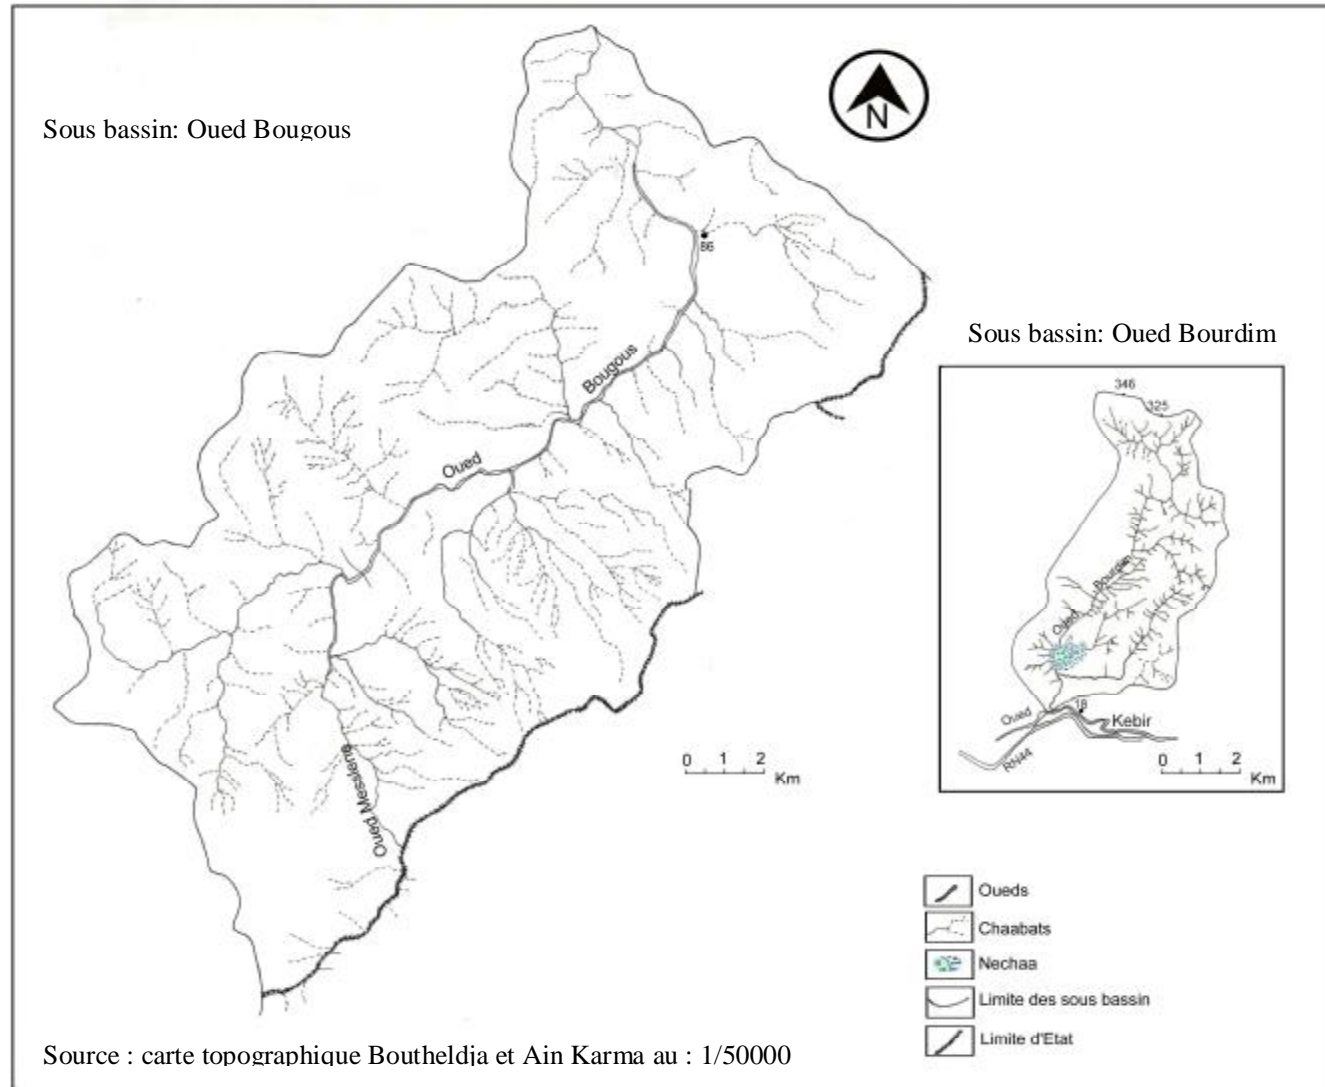 Sous bassin: Oued Bougous
N
86
Sous bassin: Oued Bourdim
Bougous
Oued
346
325
Bourdim
Oued
Oued
18
Kebir
RN44
0 1 2
Km
0 1 2
Km
Oued
Oueds
Chaabats
Nechaa
Limite des sous bassin
Limite d'Etat
Source : carte topographique Boutheldja et Ain Karma au : 1/50000